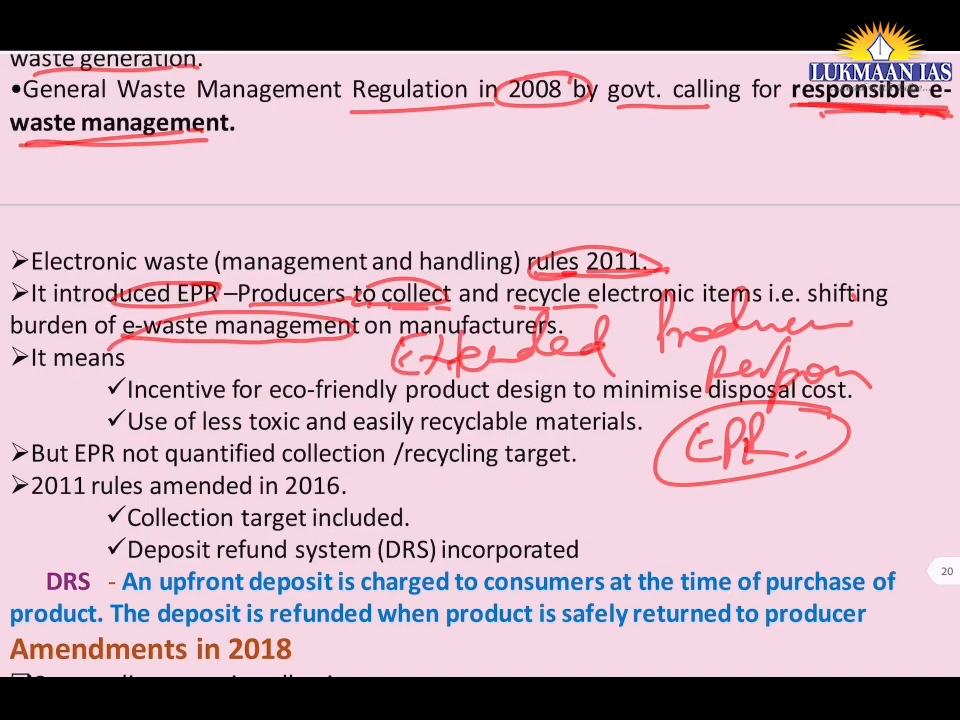 waste generation.
LUKMAAN IAS
•General Waste Management Regulation in 2008 by govt. calling for responsible e-
waste management.
➢Electronic waste (management and handling) rules 2011.
➢It introduced EPR –Producers to collect and recycle electronic items i.e. shifting
burden of e-waste management on manufacturers.
Extended Producer
Respon
➢It means
✓Incentive for eco-friendly product design to minimise disposal cost.
✓Use of less toxic and easily recyclable materials.
EPR.
➢But EPR not quantified collection /recycling target.
➢2011 rules amended in 2016.
✓Collection target included.
✓Deposit refund system (DRS) incorporated
20
DRS - An upfront deposit is charged to consumers at the time of purchase of
product. The deposit is refunded when product is safely returned to producer
Amendments in 2018